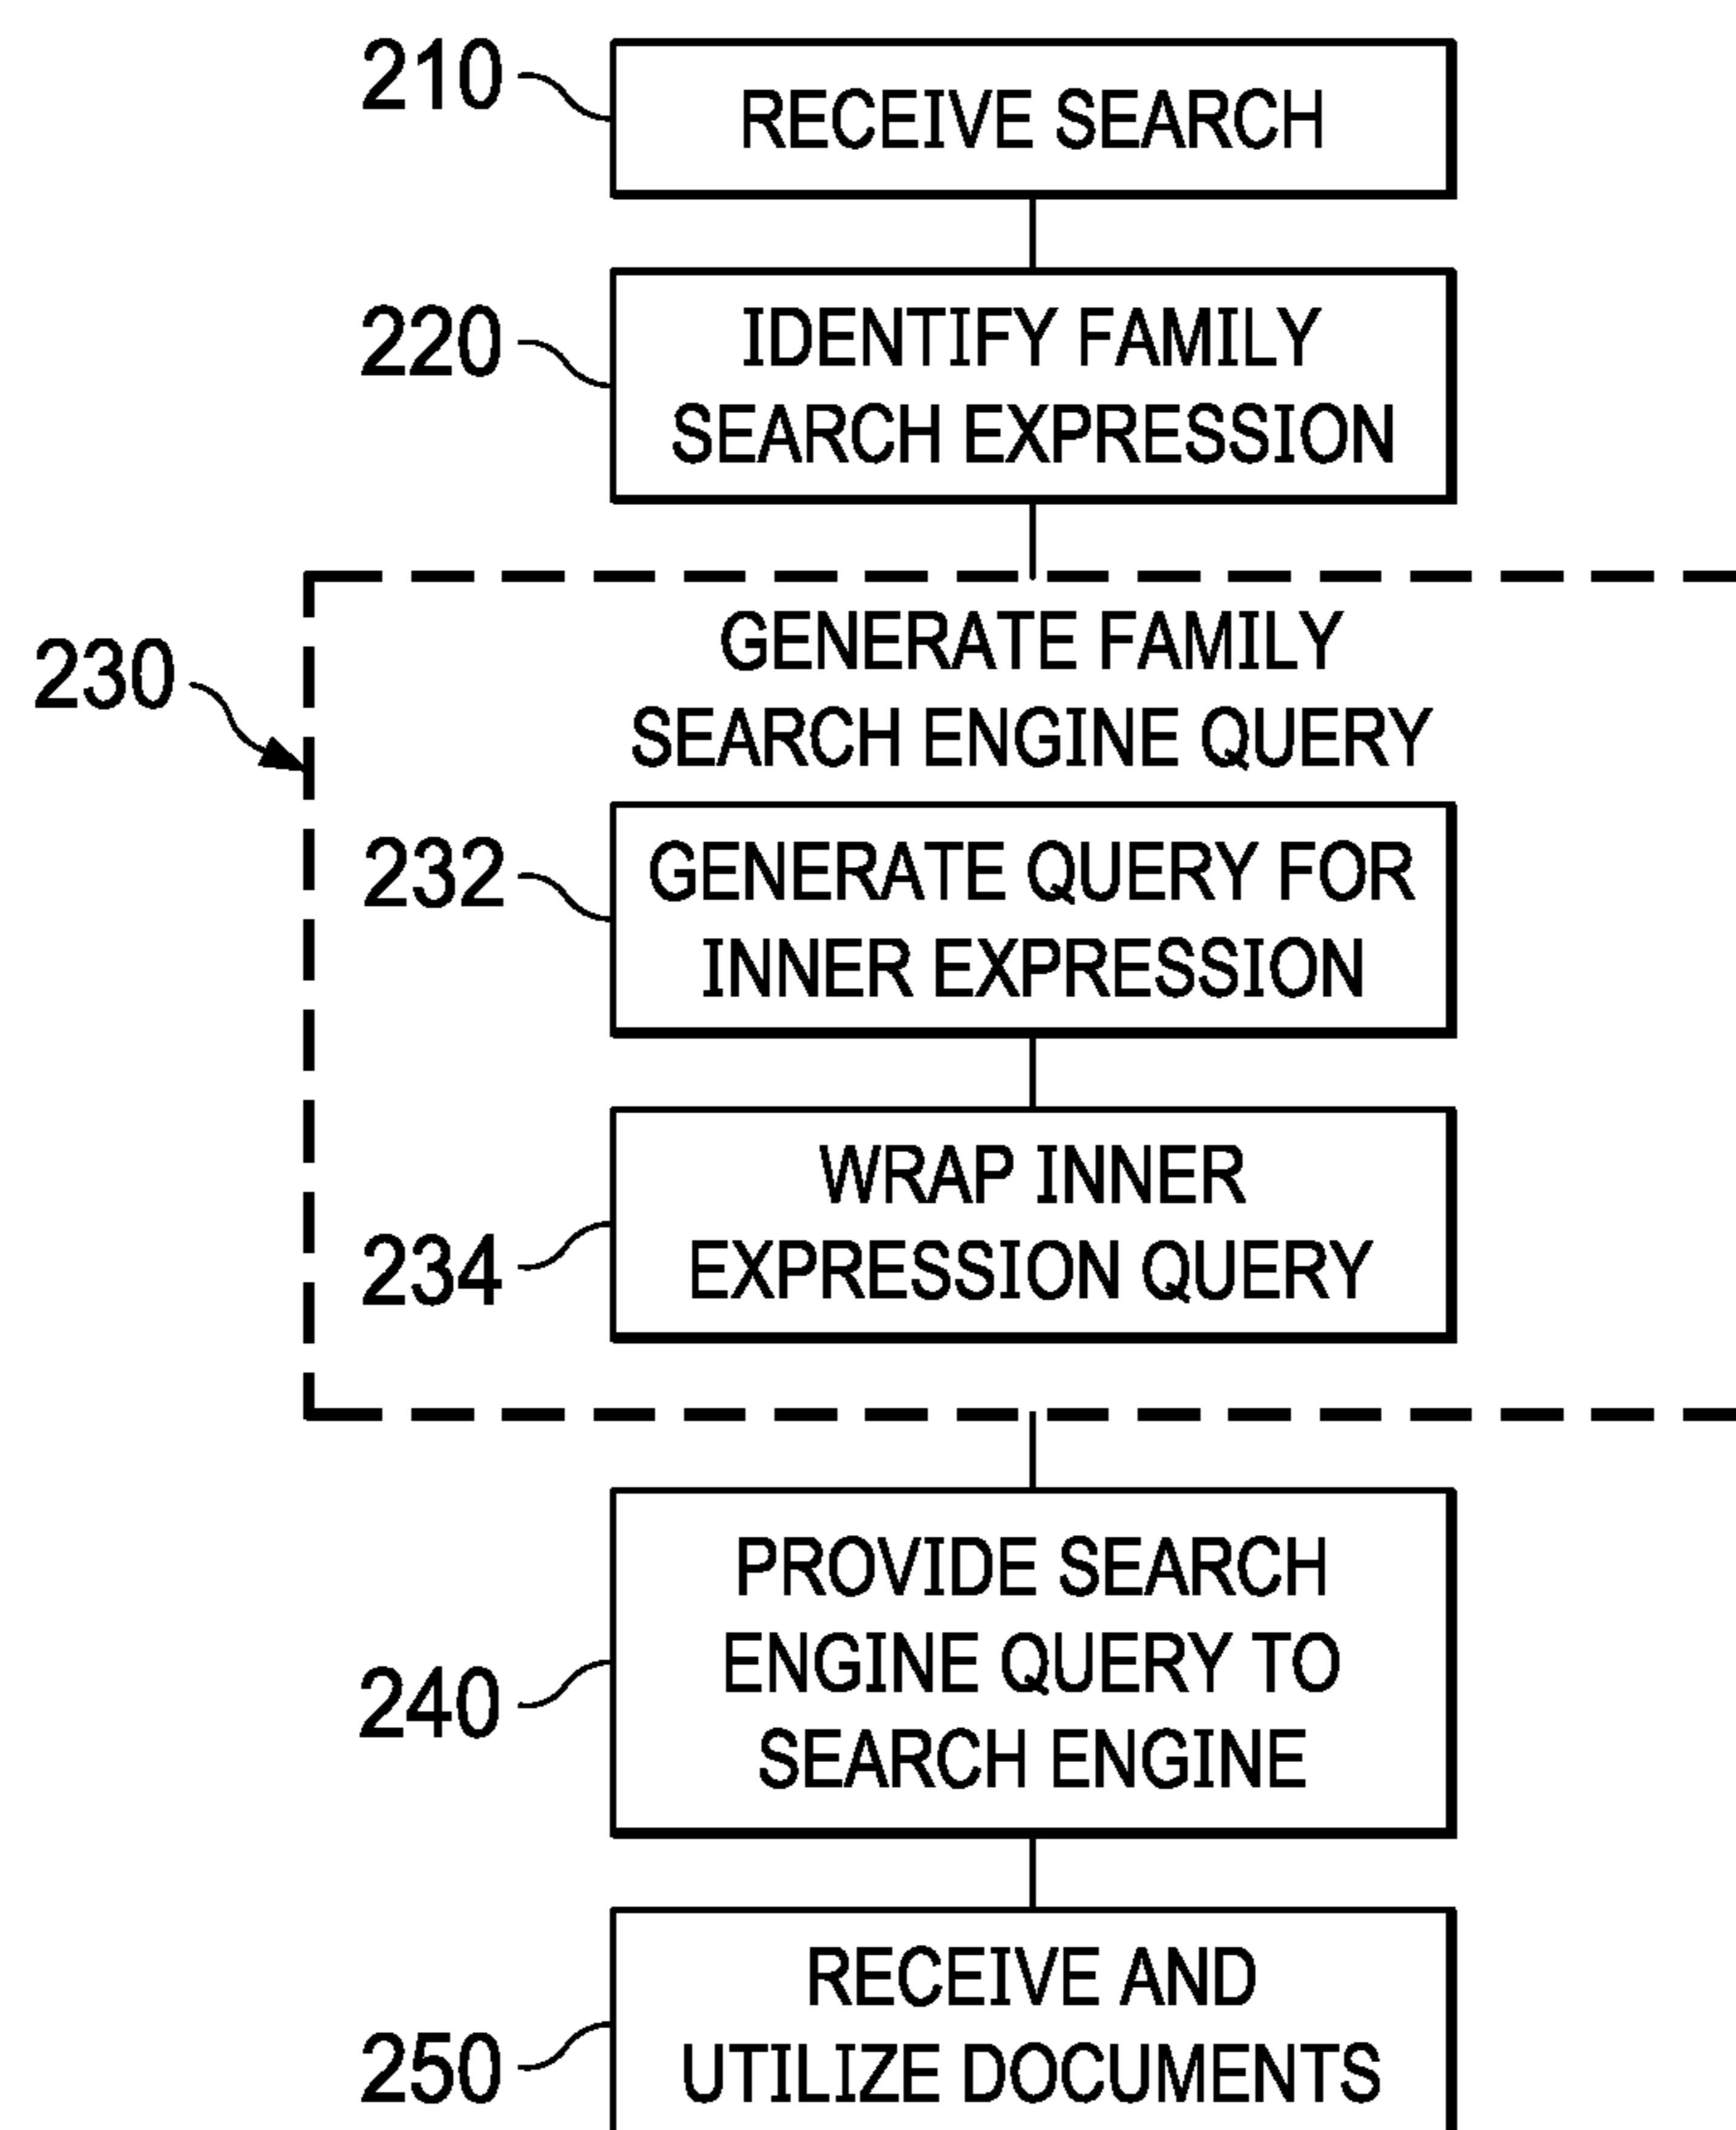 210
RECEIVE SEARCH
220
IDENTIFY FAMILY
SEARCH EXPRESSION
230
GENERATE FAMILY
SEARCH ENGINE QUERY
232
GENERATE QUERY FOR
INNER EXPRESSION
234
WRAP INNER
EXPRESSION QUERY
240
PROVIDE SEARCH
ENGINE QUERY TO
SEARCH ENGINE
250
RECEIVE AND
UTILIZE DOCUMENTS